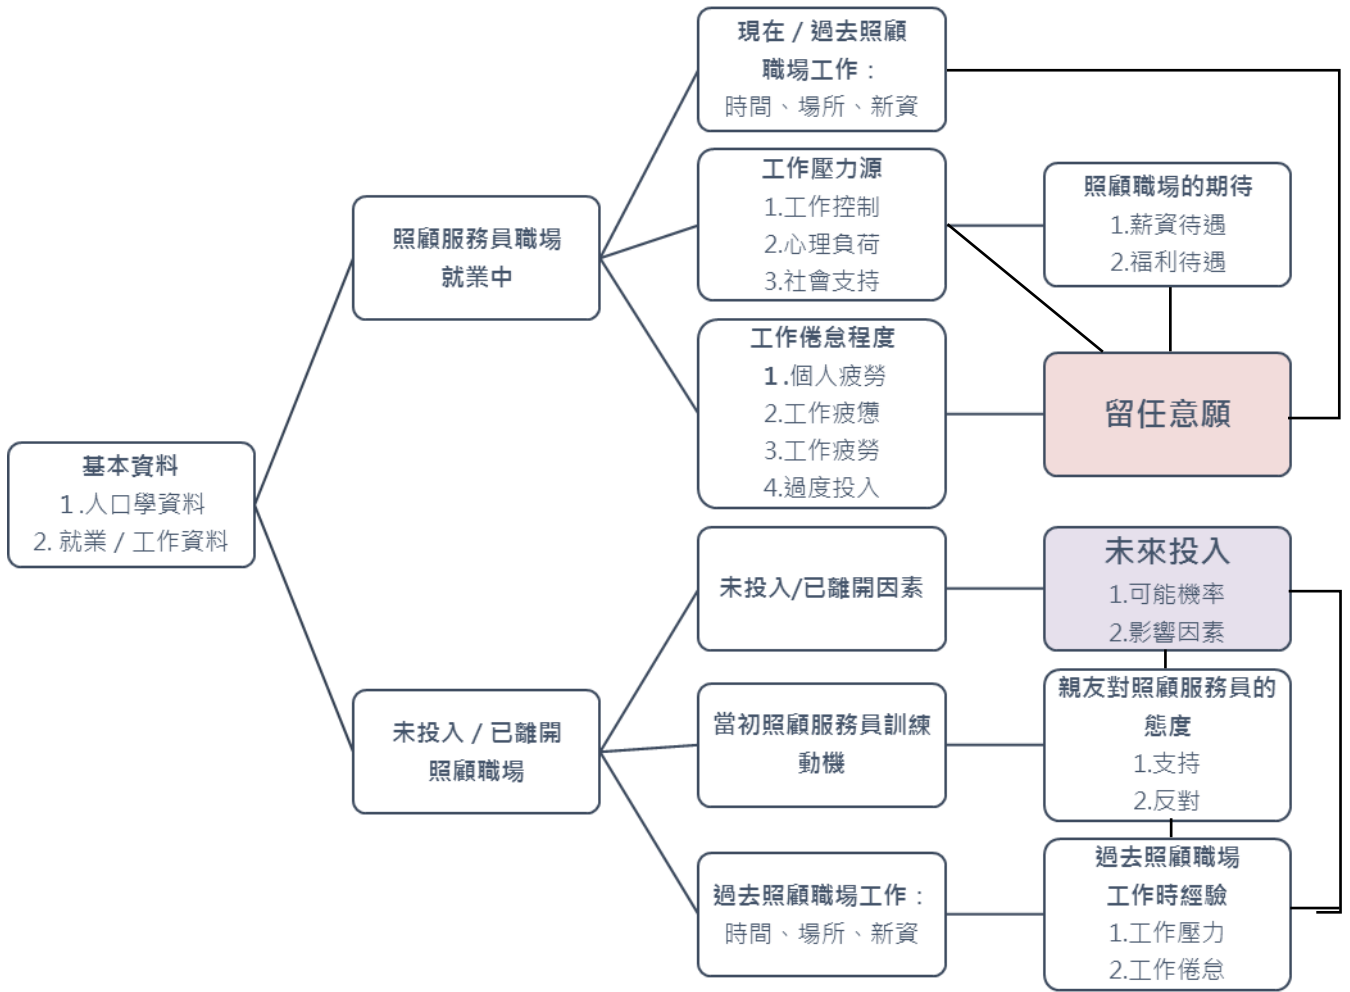 現在 / 過去照顧
職場工作：
時間、場所、新資
工作壓力源
1.工作控制
2.心理負荷
3.社會支持
照顧職場的期待
1.薪資待遇
2.福利待遇
照顧服務員職場
就業中
工作倦怠程度
1.個人疲勞
2.工作疲憊
3.工作疲勞
4.過度投入
留任意願
基本資料
1.人口學資料
2. 就業 / 工作資料
未投入/已離開因素
未來投入
1.可能機率
2.影響因素
未投入 / 已離開
照顧職場
當初照顧服務員訓練
動機
親友對照顧服務員的
態度
1.支持
2.反對
過去照顧職場工作：
時間、場所、新資
過去照顧職場
工作時經驗
1.工作壓力
2.工作倦怠